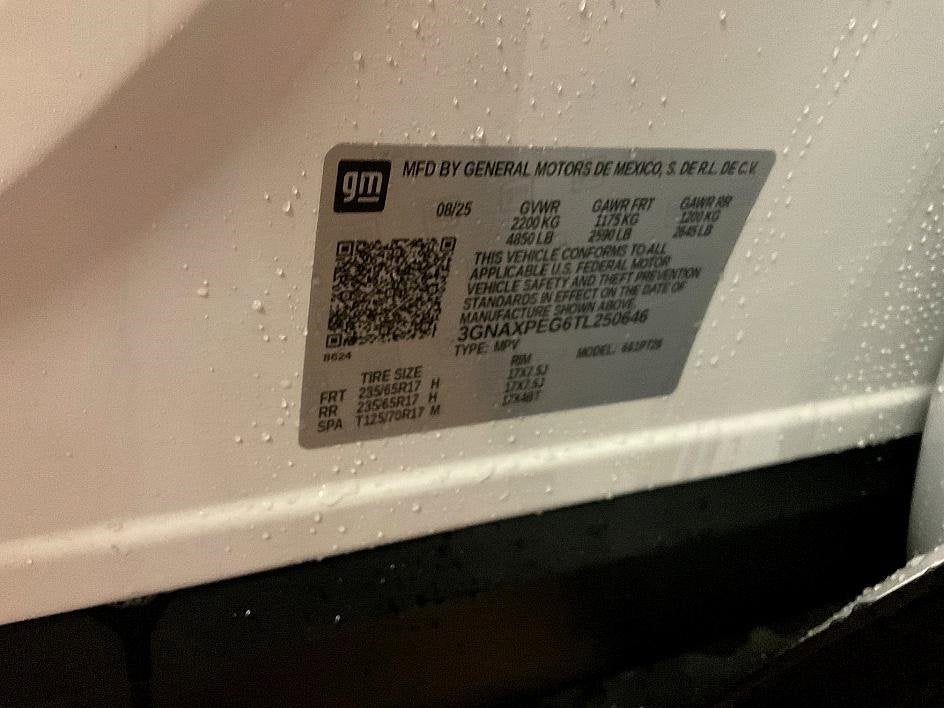 gm
MFD BY GENERAL MOTORS DE MEXICO, S. DE R.L. DE C.V.
08/25 GVWR GAWR FRT GAWR RR
2200 KG 1175 KG 1200 KG
4850 LB 2590 LB 2645 LB
THIS VEHICLE CONFORMS TO ALL
APPLICABLE U.S. FEDERAL MOTOR
VEHICLE SAFETY AND THEFT PREVENTION
STANDARDS IN EFFECT ON THE DATE OF
MANUFACTURE SHOWN ABOVE.
3GNAXPEG6TL250646
8624
TYPE: MPV MODEL:
TIRE SIZE RIM
FRT 235/65R17 H 17X7.5J
RR 235/65R17 H 17X7.5J
SPA T125/70R17 M 17X4BT